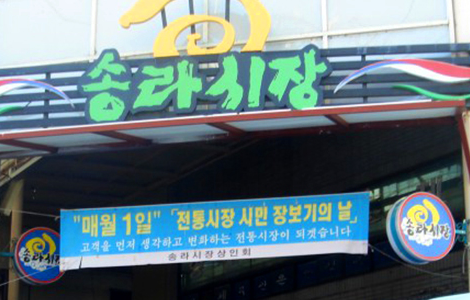 송라시장
"매월 1일" 「전통시장 시민 장보기의 날」
고객을 먼저 생각하고 변화하는 전통시장이 되겠습니다
송라시장상인회
송라시장
송라시장